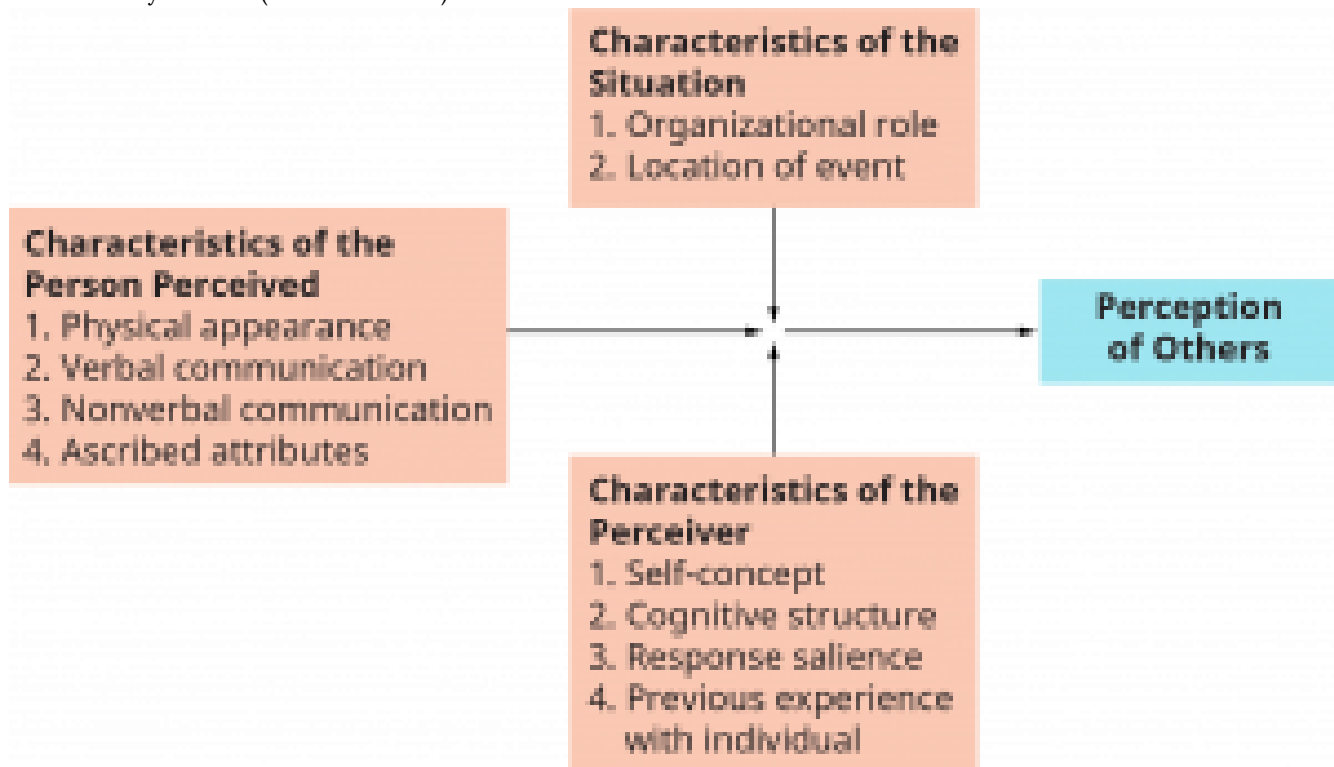 Characteristics of the
Situation
1. Organizational role
2. Location of event
Characteristics of the
Person Perceived
1. Physical appearance
2. Verbal communication
3. Nonverbal communication
4. Ascribed attributes
Perception
of Others
Characteristics of the
Perceiver
1. Self-concept
2. Cognitive structure
3. Response salience
4. Previous experience
with individual